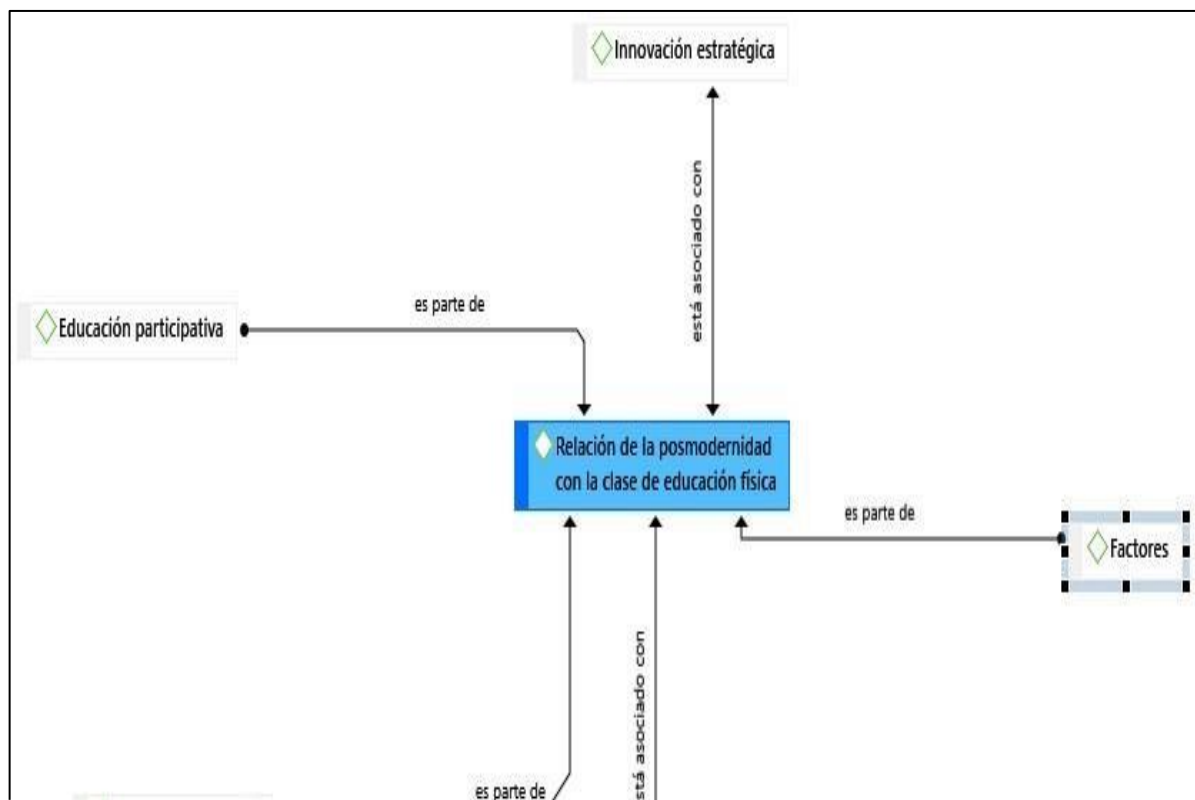 Innovación estratégica
está asociado con
es parte de
Educación participativa
Relación de la posmodernidad
con la clase de educación física
es parte de
Factores
stá asociado con
es parte de